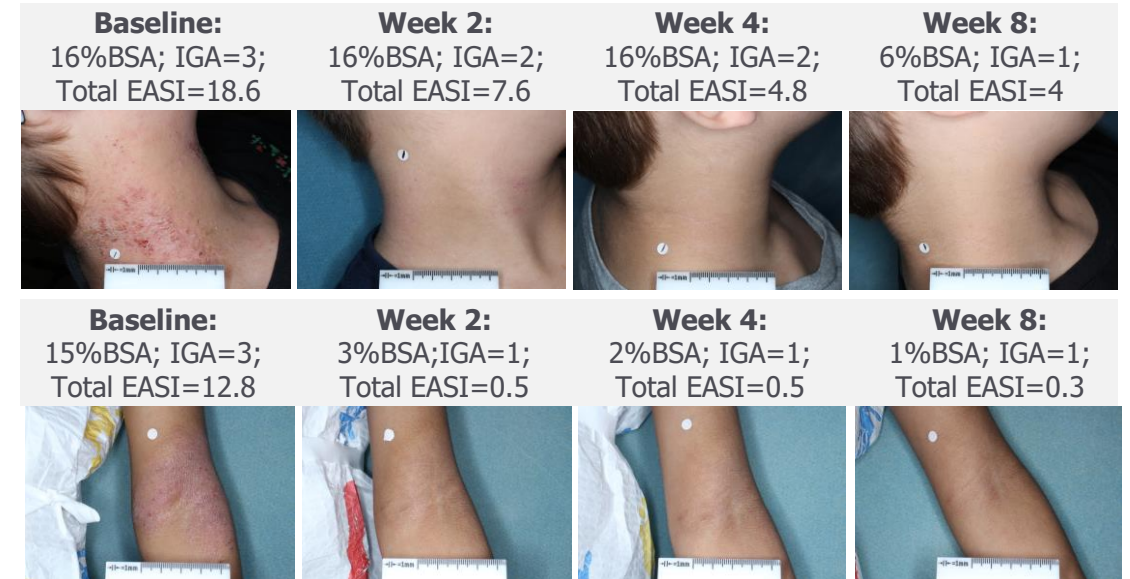 Baseline:
16%BSA; IGA=3;
Total EASI=18.6
Week 2:
16%BSA; IGA=2;
Total EASI=7.6
Week 4:
16%BSA; IGA=2;
Total EASI=4.8
Week 8:
6%BSA; IGA=1;
Total EASI=4
Baseline:
15%BSA; IGA=3;
Total EASI=12.8
Week 2:
3%BSA;IGA=1;
Total EASI=0.5
Week 4:
2%BSA; IGA=1;
Total EASI=0.5
Week 8:
1%BSA; IGA=1;
Total EASI=0.3